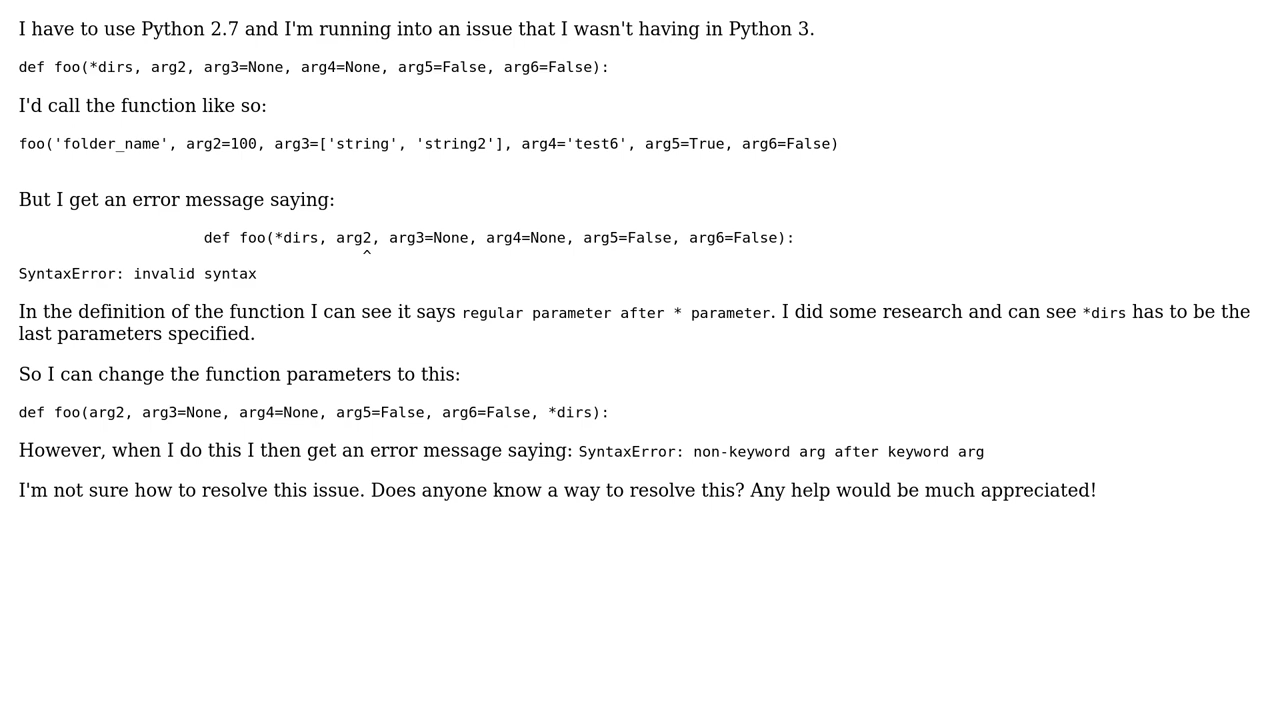 I have to use Python 2.7 and I'm running into an issue that I wasn't having in Python 3.
def foo(*dirs, arg2, arg3=None, arg4=None, arg5=False, arg6=False):
I'd call the function like so:
foo('folder_name', arg2=100, arg3=['string', 'string2'], arg4='test6', arg5=True, arg6=False)
But I get an error message saying:
def foo(*dirs, arg2, arg3=None, arg4=None, arg5=False, arg6=False):
^
SyntaxError: invalid syntax
In the definition of the function I can see it says regular parameter after * parameter. I did some research and can see *dirs has to be the
last parameters specified.
So I can change the function parameters to this:
def foo(arg2, arg3=None, arg4=None, arg5=False, arg6=False, *dirs):
However, when I do this I then get an error message saying: SyntaxError: non-keyword arg after keyword arg
I'm not sure how to resolve this issue. Does anyone know a way to resolve this? Any help would be much appreciated!